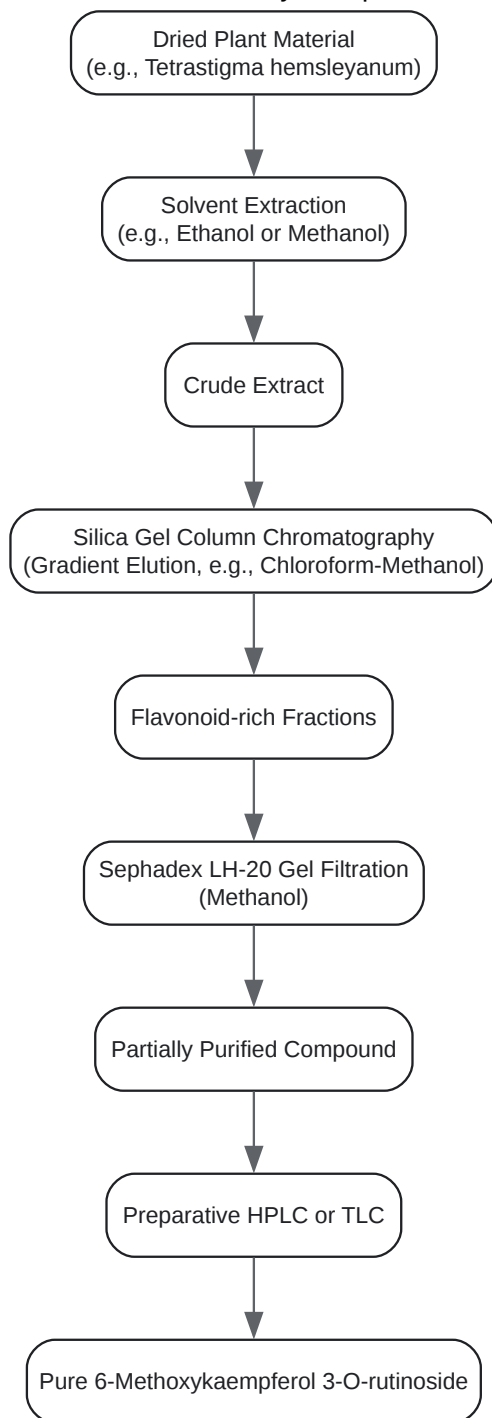 Dried Plant Material
(e.g., Tetrastigma hemsleyanum)
Solvent Extraction
(e.g., Ethanol or Methanol)
Crude Extract
Silica Gel Column Chromatography
(Gradient Elution, e.g., Chloroform-Methanol)
Flavonoid-rich Fractions
Sephadex LH-20 Gel Filtration
(Methanol)
Partially Purified Compound
Preparative HPLC or TLC
Pure 6-Methoxykaempferol 3-O-rutinoside